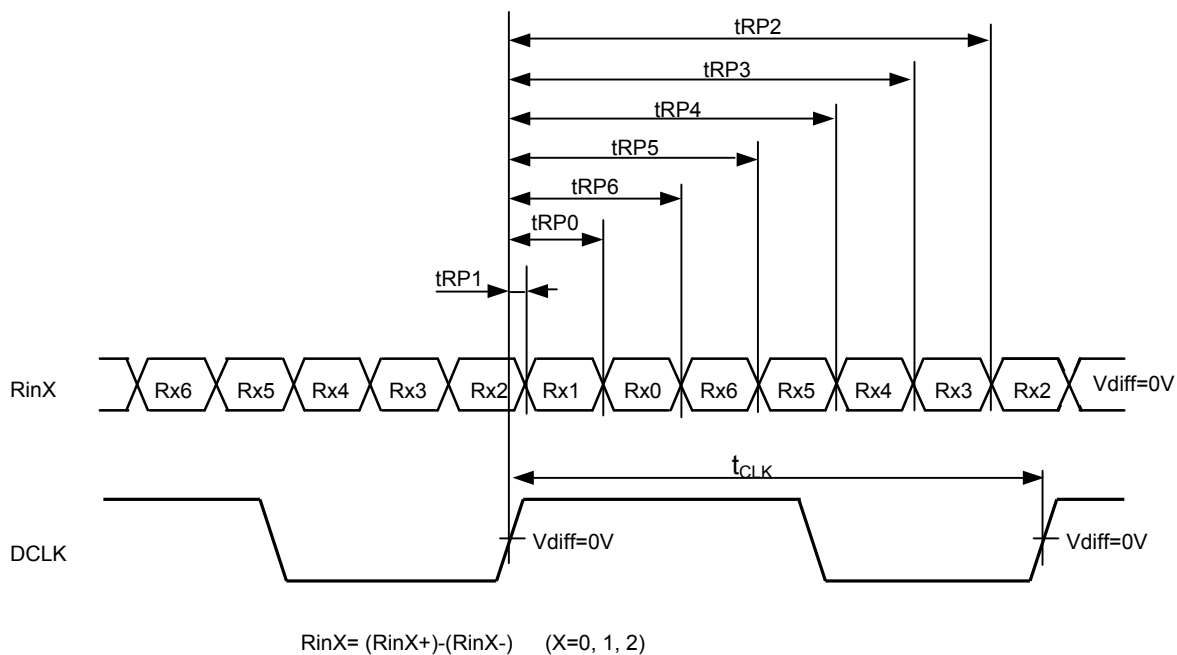 tRP2
tRP3
tRP4
tRP5
tRP6
tRP0
tRP1
RinX Rx6 Rx5 Rx4 Rx3 Rx2 Rx1 Rx0 Rx6 Rx5 Rx4 Rx3 Rx2 Vdiff=0V
tCLK
DCLK Vdiff=0V Vdiff=0V
RinX= (RinX+)-(RinX-) (X=0, 1, 2)